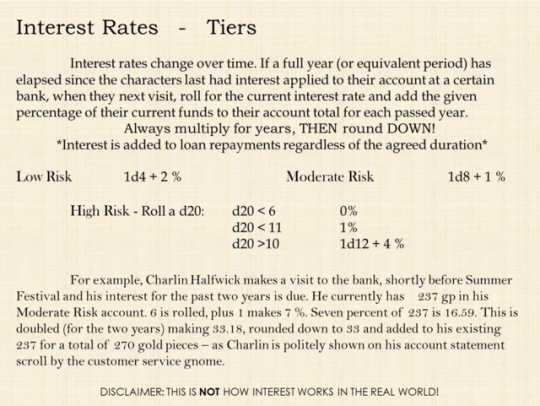 Interest Rates - Tiers
Interest rates change over time. If a full year (or equivalent period) has
elapsed since the characters last had interest applied to their account at a certain
bank, when they next visit, roll for the current interest rate and add the given
percentage of their current funds to their account total for each passed year.
Always multiply for years, THEN round DOWN!
*Interest is added to loan repayments regardless of the agreed duration*
Low Risk 1d4 + 2 % Moderate Risk 1d8 + 1 %
High Risk - Roll a d20: d20 < 6 0%
d20 < 11 1%
d20 >10 1d12 + 4 %
For example, Charlin Halfwick makes a visit to the bank, shortly before Summer
Festival and his interest for the past two years is due. He currently has 237 gp in his
Moderate Risk account. 6 is rolled, plus 1 makes 7 %. Seven percent of 237 is 16.59. This is
doubled (for the two years) making 33.18, rounded down to 33 and added to his existing
237 for a total of 270 gold pieces – as Charlin is politely shown on his account statement
scroll by the customer service gnome.
DISCLAIMER: THIS IS NOT HOW INTEREST WORKS IN THE REAL WORLD!